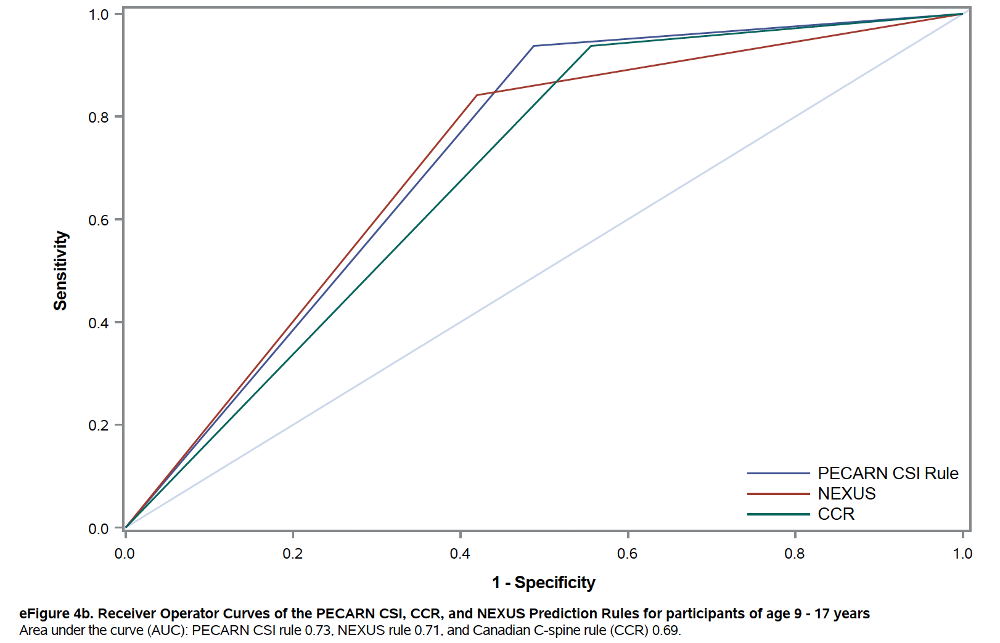 1.0
0.8
0.6
0.4
0.2
0.0
Sensitivity
PECARN CSI Rule
NEXUS
CCR
0.0 0.2 0.4 0.6 0.8 1.0
1 - Specificity
eFigure 4b. Receiver Operator Curves of the PECARN CSI, CCR, and NEXUS Prediction Rules for participants of age 9 - 17 years
Area under the curve (AUC): PECARN CSI rule 0.73, NEXUS rule 0.71, and Canadian C-spine rule (CCR) 0.69.